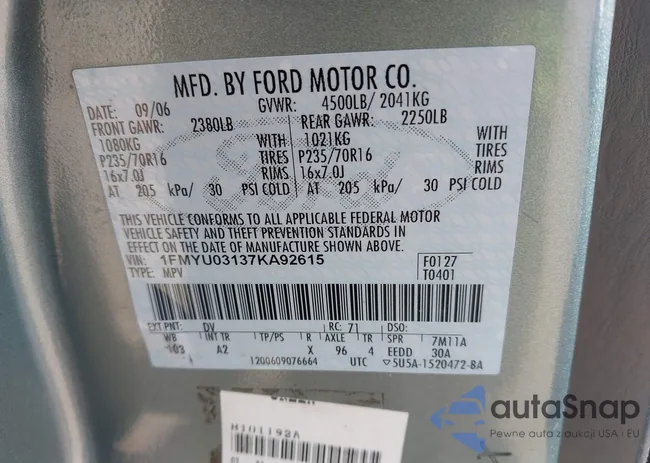 MFD. BY FORD MOTOR CO.
DATE: 09/06 GVWR: 4500LB/ 2041KG
FRONT GAWR: 2380LB REAR GAWR: 2250LB
1080KG WITH 1021KG WITH
P235/70R16 TIRES P235/70R16 TIRES
16x7.0J RIMS 16x7.0J RIMS
AT 205 kPa/ 30 PSI COLD AT 205 kPa/ 30 PSI COLD
THIS VEHICLE CONFORMS TO ALL APPLICABLE FEDERAL MOTOR
VEHICLE SAFETY AND THEFT PREVENTION STANDARDS IN
EFFECT ON THE DATE OF MANUFACTURE SHOWN ABOVE.
VIN: 1FMYU03137KA92615 F0127
TYPE: MPV T0401
EXT PNT: DV RC: 71 DSO:
WB INT TR TP/PS R AXLE TR SPR 7M11A
103 A2 X 96 4 EEDD 30A
1200609076664 UTC 5U5A-1520472-BA
Ford
H101192A
autaSnap
Pewne auto z aukcji USA i EU